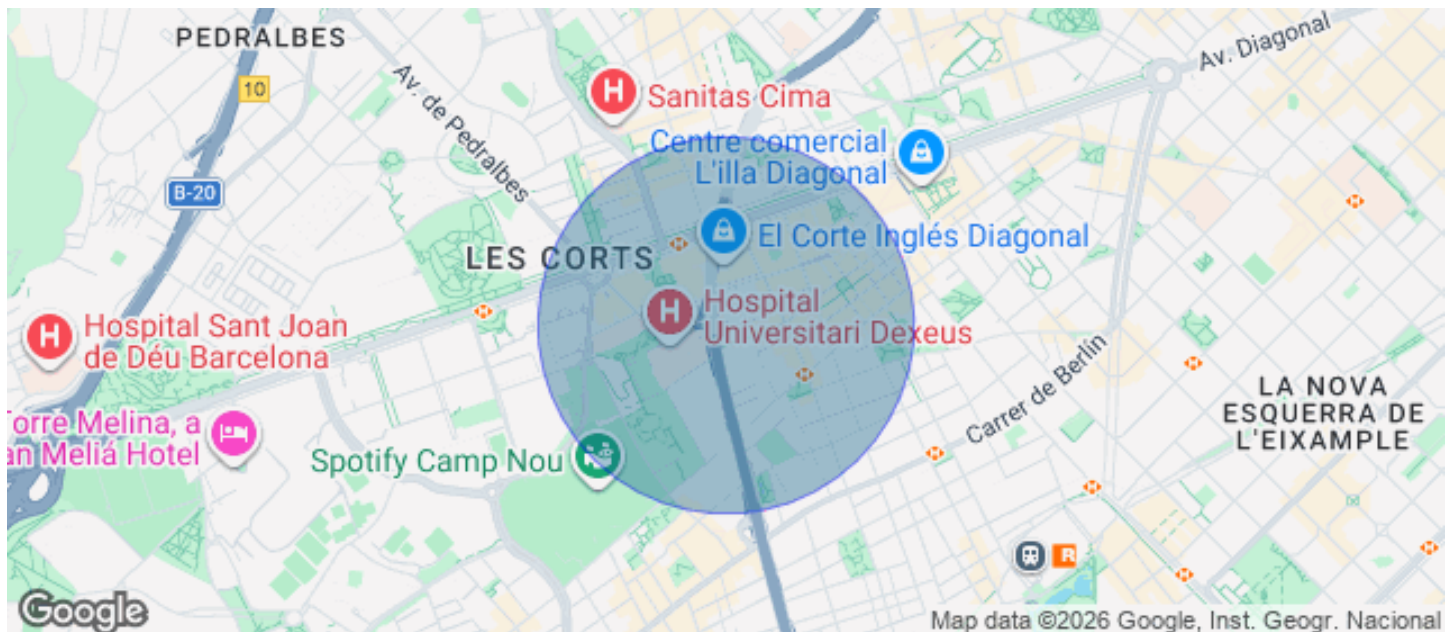 PEDRALBES
Av. Diagonal
10
Av. de Pedralbes
H
Sanitas Cima
Centre comercial
L'illa Diagonal
B-20
El Corte Inglés Diagonal
LES CORTS
H
Hospital
Universitari Dexeus
H
Hospital Sant Joan
de Déu Barcelona
Carrer de Berlín
LA NOVA
ESQUERRA DE
L'EIXAMPLE
Torre Melina, a
an Meliá Hotel
Spotify Camp Nou
R
Google
Map data ©2026 Google, Inst. Geogr. Nacional